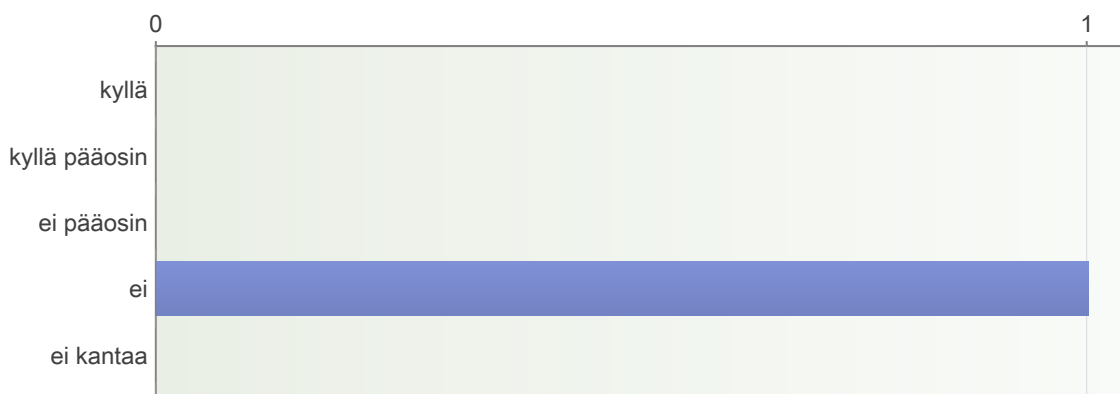 0 1
kyllä
kyllä pääosin
ei pääosin
ei
ei kantaa